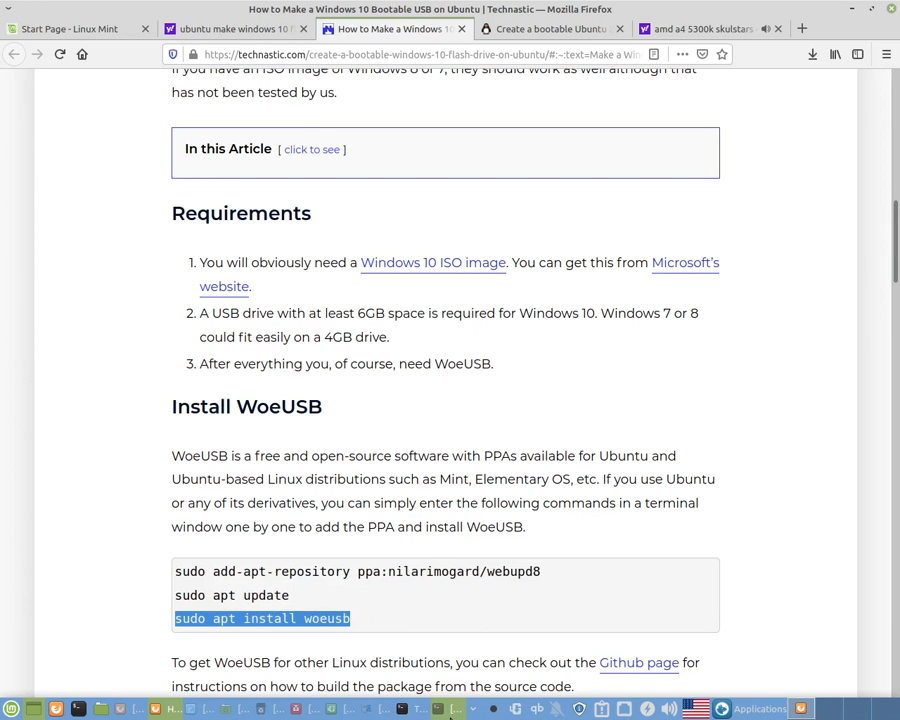 How to Make a Windows 10 Bootable USB on Ubuntu | Technastic — Mozilla Firefox
Start Page - Linux Mint
ubuntu make windows 10 f
How to Make a Windows 10
Create a bootable Ubuntu
amd a4 5300k skulstars
https://technastic.com/create-a-bootable-windows-10-flash-drive-on-ubuntu/#:~:text=Make a Win
If you have an ISO image of Windows 8 or 7, they should work as well although that
has not been tested by us.
In this Article [ click to see ]
Requirements
1. You will obviously need a Windows 10 ISO image. You can get this from Microsoft's
website.
2. A USB drive with at least 6GB space is required for Windows 10. Windows 7 or 8
could fit easily on a 4GB drive.
3. After everything you, of course, need WoeUSB.
Install WoeUSB
WoeUSB is a free and open-source software with PPAs available for Ubuntu and
Ubuntu-based Linux distributions such as Mint, Elementary OS, etc. If you use Ubuntu
or any of its derivatives, you can simply enter the following commands in a terminal
window one by one to add the PPA and install WoeUSB.
sudo add-apt-repository ppa:nilarimogard/webupd8
sudo apt update
sudo apt install woeusb
To get WoeUSB for other Linux distributions, you can check out the Github page for
instructions on how to build the package from the source code.
Applications